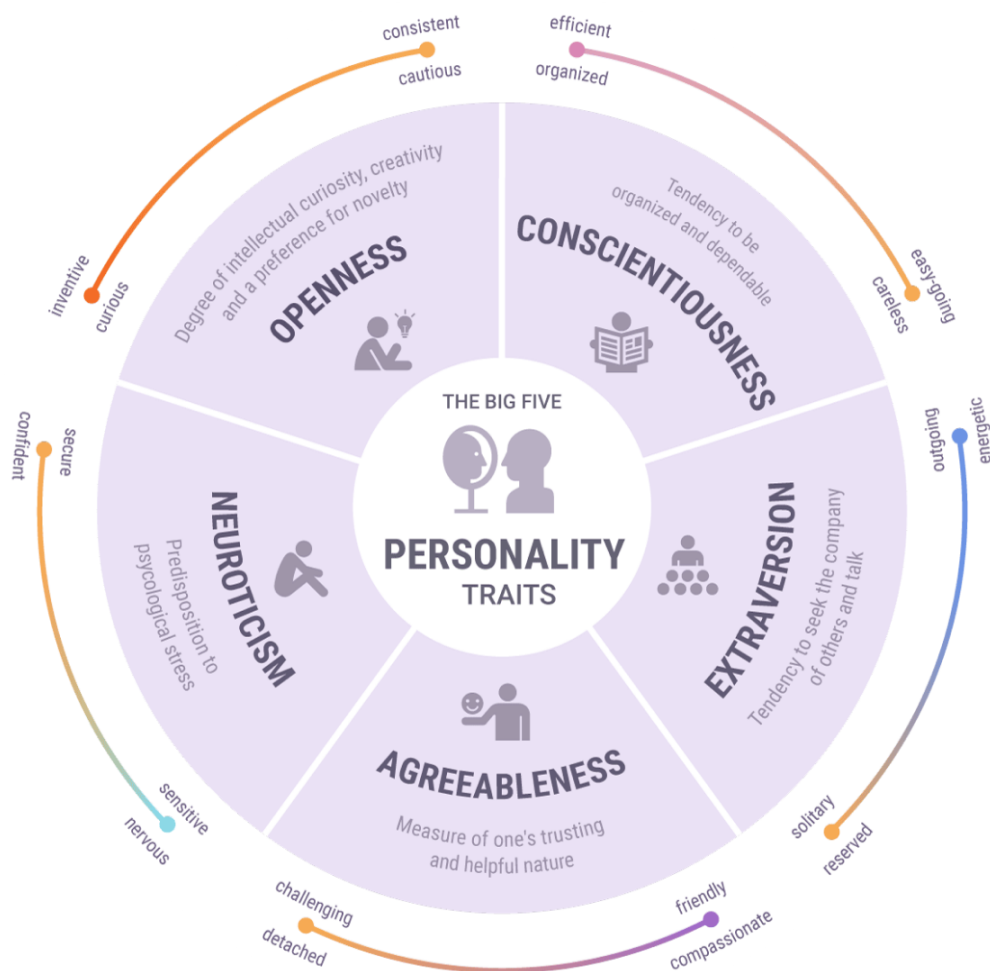 consistent
cautious
inventive
curious
Degree of intellectual curiosity, creativity
and a preference for novelty
OPENNESS
efficient
organized
easy-going
careless
Tendency to be
organized and dependable
CONSCIENTIOUSNESS
energetic
outgoing
solitary
reserved
EXTRAVERSION
Tendency to seek the company
of others and talk
THE BIG FIVE
PERSONALITY
TRAITS
secure
confident
sensitive
nervous
NEUROTICISM
Predisposition to
psycological stress
AGREEABLENESS
Measure of one's trusting
and helpful nature
challenging
detached
friendly
compassionate